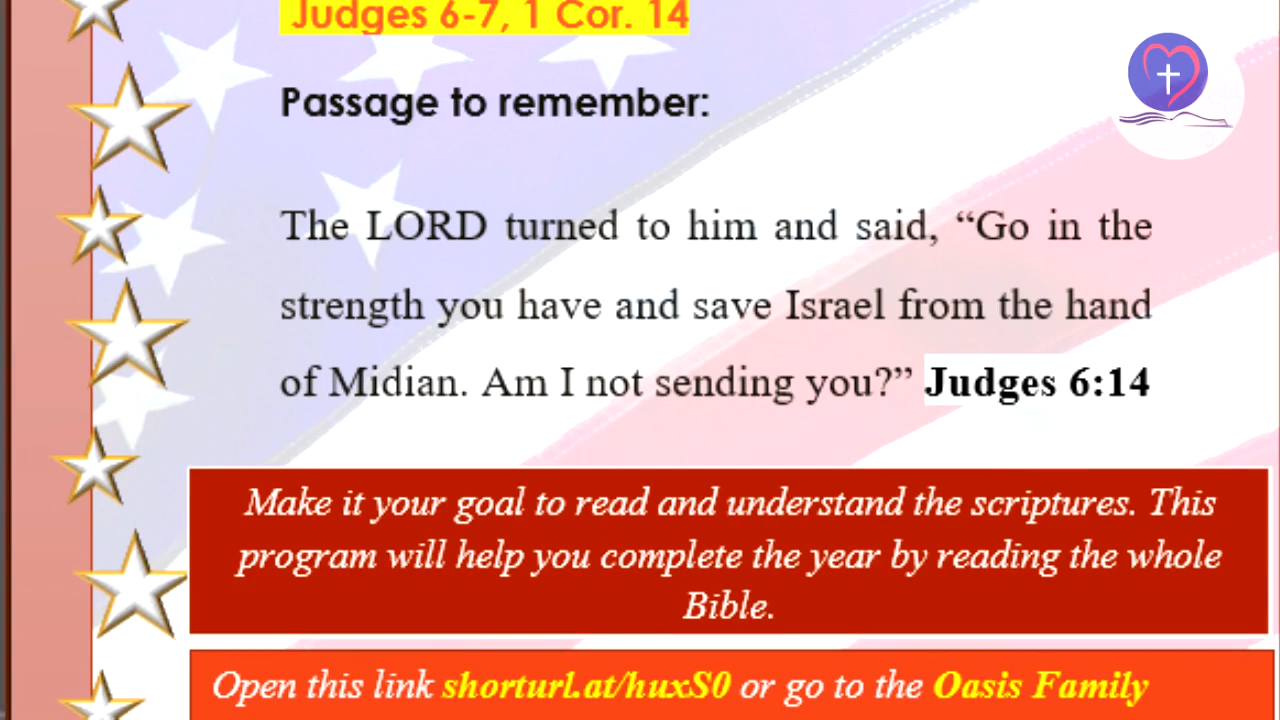 Judges 6-7, 1 Cor. 14
Passage to remember:
The LORD turned to him and said, “Go in the
strength you have and save Israel from the hand
of Midian. Am I not sending you?” Judges 6:14
Make it your goal to read and understand the scriptures. This
program will help you complete the year by reading the whole
Bible.
Open this link shorturl.at/huxS0 or go to the Oasis Family